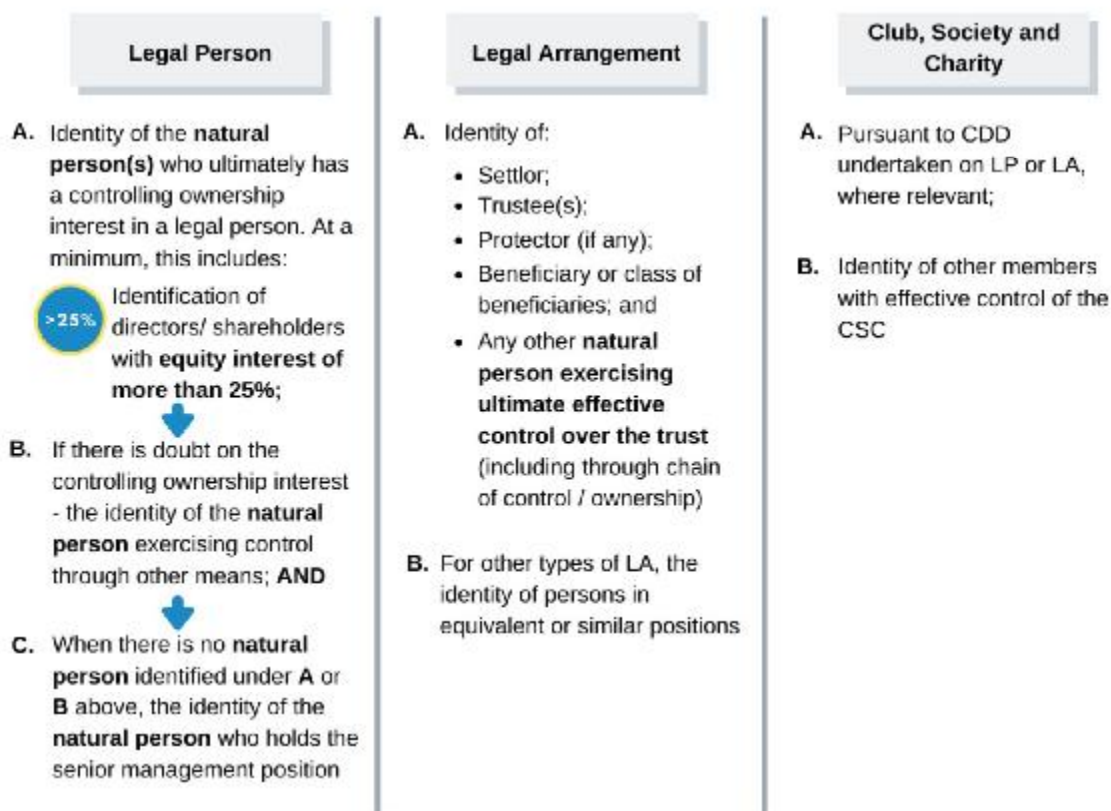 Legal Person
A. Identity of the natural
person(s) who ultimately has
a controlling ownership
interest in a legal person. At a
minimum, this includes:
>25%
Identification of
directors/ shareholders
with equity interest of
more than 25%;
B. If there is doubt on the
controlling ownership interest
- the identity of the natural
person exercising control
through other means; AND
C. When there is no natural
person identified under A or
B above, the identity of the
natural person who holds the
senior management position
Legal Arrangement
A. Identity of:
• Settlor;
• Trustee(s);
• Protector (if any);
• Beneficiary or class of
beneficiaries; and
• Any other natural
person exercising
ultimate effective
control over the trust
(including through chain
of control / ownership)
B. For other types of LA, the
identity of persons in
equivalent or similar positions
Club, Society and
Charity
A. Pursuant to CDD
undertaken on LP or LA,
where relevant;
B. Identity of other members
with effective control of the
CSC